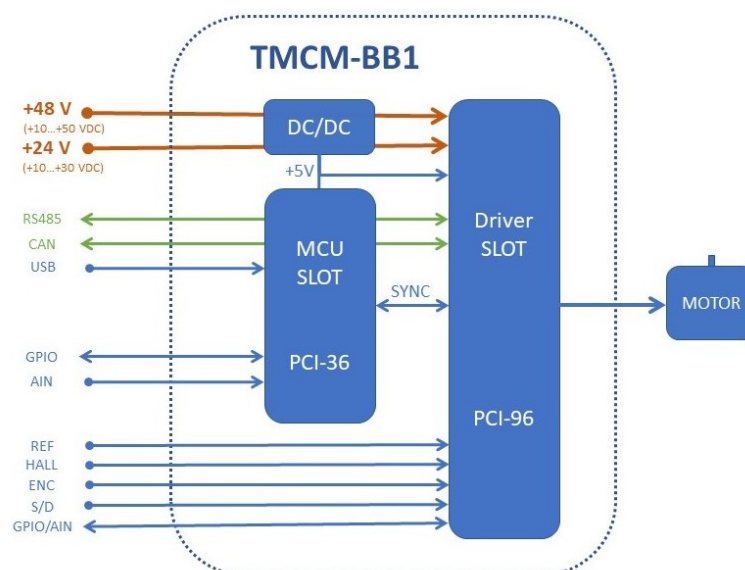 TMCM-BB1
+48 V
(+10...+50 VDC)
+24 V
(+10...+30 VDC)
DC/DC
+5V
RS485
CAN
USB
MCU
SLOT
Driver
SLOT
SYNC
MOTOR
GPIO
AIN
PCI-36
PCI-96
REF
HALL
ENC
S/D
GPIO/AIN